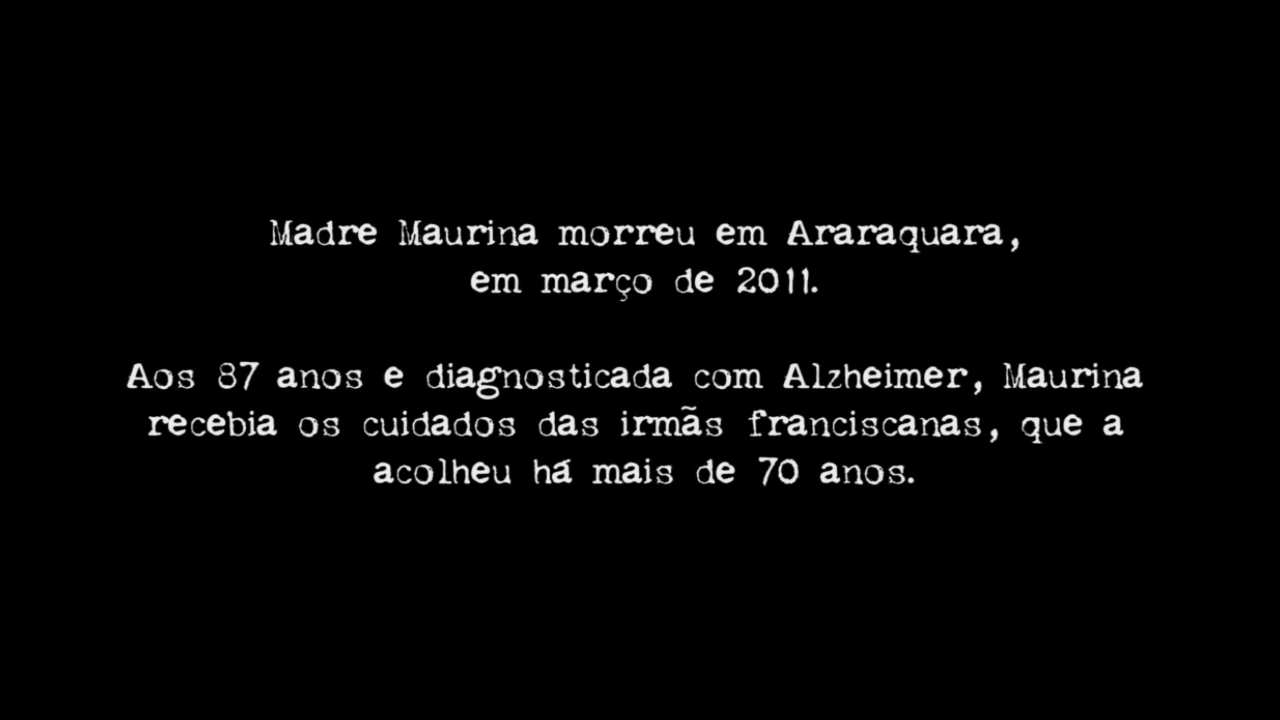 Madre Maurina morreu em Araraquara,
em março de 2011.
Aos 87 anos e diagnosticada com Alzheimer, Maurina
recebia os cuidados das irmãs franciscanas, que a
acolheu há mais de 70 anos.